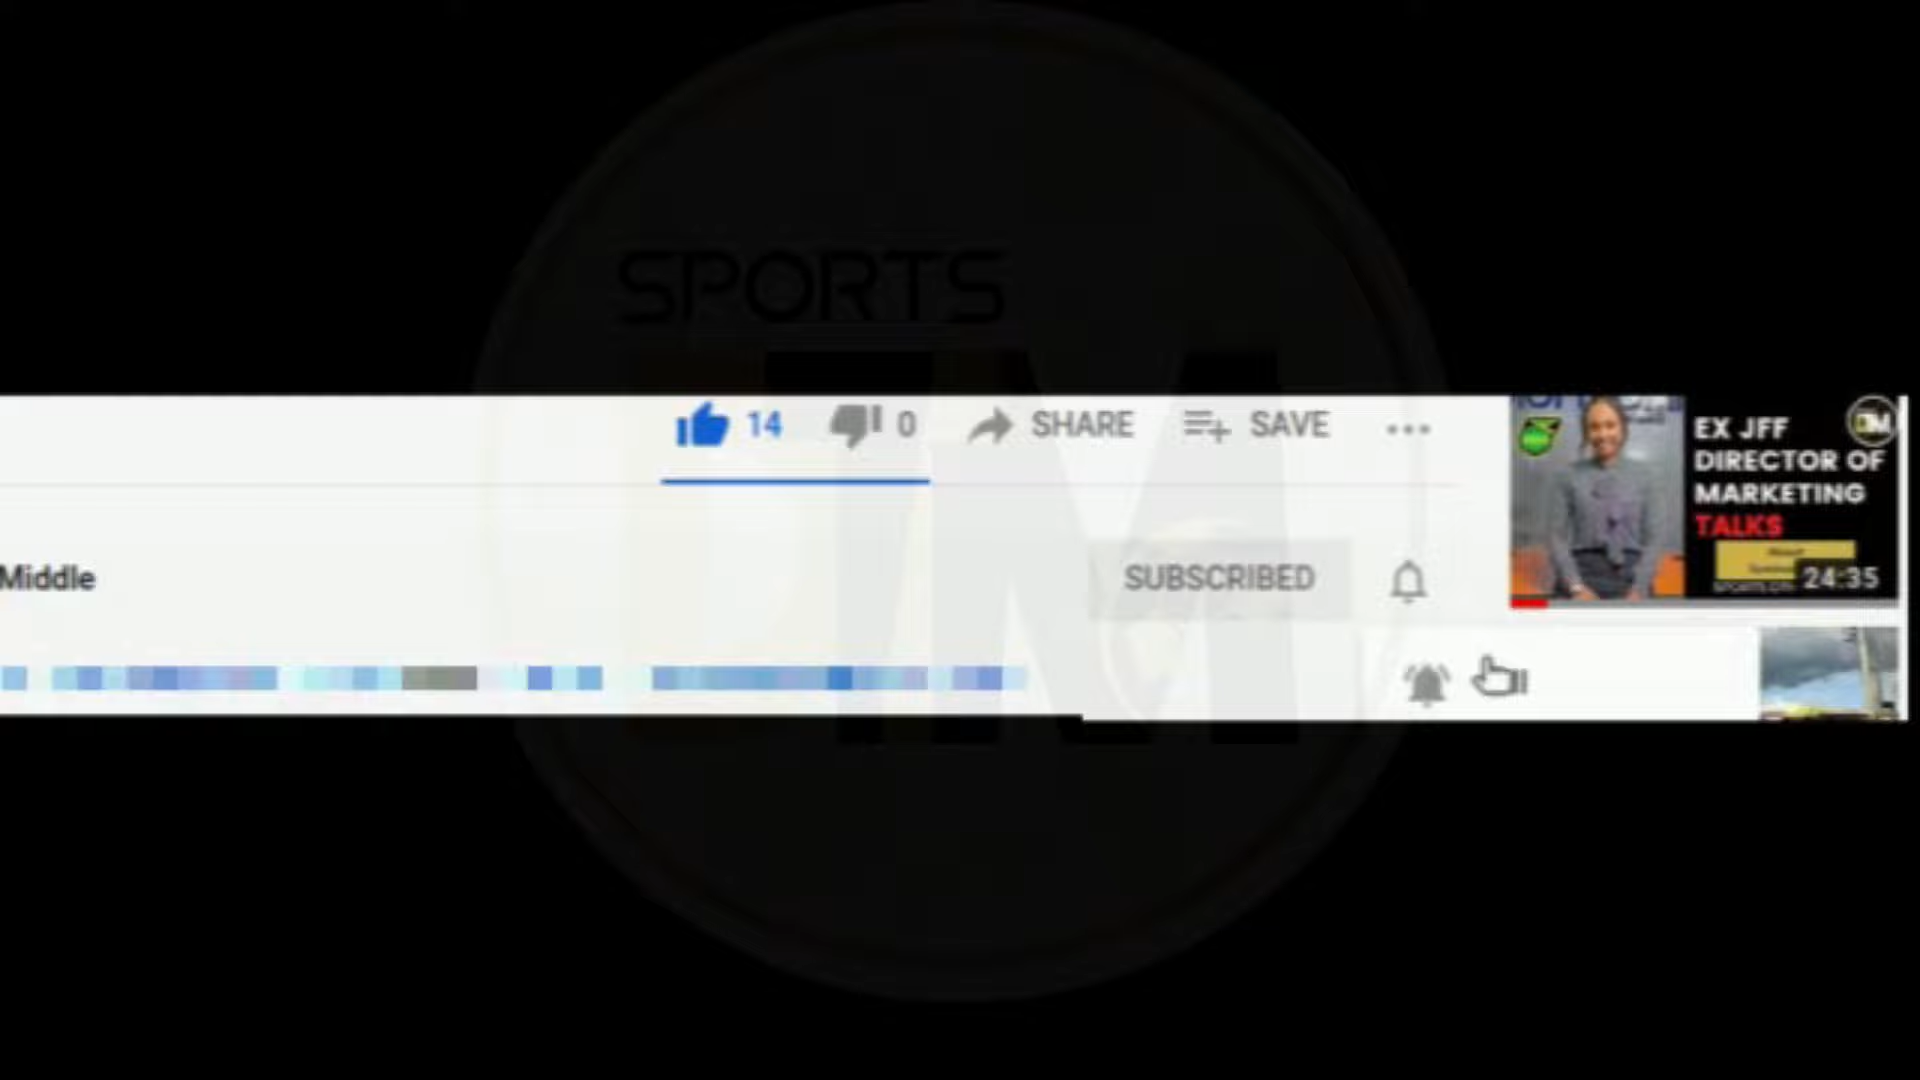 SPORTS
14 0 SHARE SAVE
EX JFF
DIRECTOR OF
MARKETING
TALKS
24:35
Middle
SUBSCRIBED